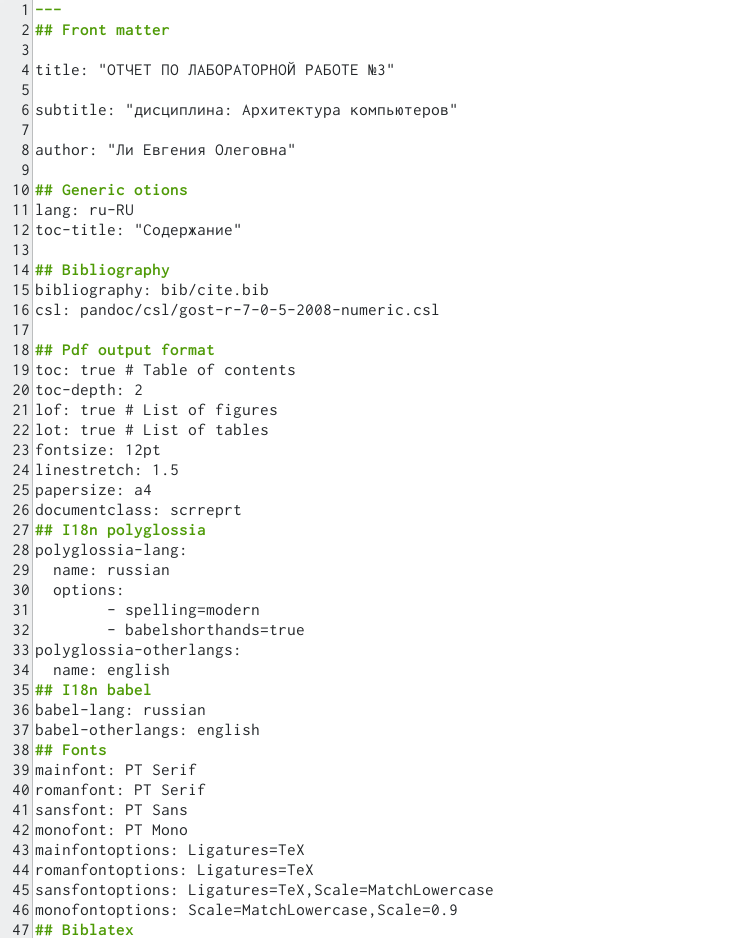 1 ---
2 ## Front matter
3
4 title: "ОТЧЕТ ПО ЛАБОРАТОРНОЙ РАБОТЕ №3"
5
6 subtitle: "дисциплина: Архитектура компьютеров"
7
8 author: "Ли Евгения Олеговна"
9
10 ## Generic otions
11 lang: ru-RU
12 toc-title: "Содержание"
13
14 ## Bibliography
15 bibliography: bib/cite.bib
16 csl: pandoc/csl/gost-r-7-0-5-2008-numeric.csl
17
18 ## Pdf output format
19 toc: true # Table of contents
20 toc-depth: 2
21 lof: true # List of figures
22 lot: true # List of tables
23 fontsize: 12pt
24 linestretch: 1.5
25 papersize: a4
26 documentclass: scrreprt
27 ## I18n polyglossia
28 polyglossia-lang:
29   name: russian
30   options:
31         - spelling=modern
32         - babelshorthands=true
33 polyglossia-otherlangs:
34   name: english
35 ## I18n babel
36 babel-lang: russian
37 babel-otherlangs: english
38 ## Fonts
39 mainfont: PT Serif
40 romanfont: PT Serif
41 sansfont: PT Sans
42 monofont: PT Mono
43 mainfontoptions: Ligatures=TeX
44 romanfontoptions: Ligatures=TeX
45 sansfontoptions: Ligatures=TeX,Scale=MatchLowercase
46 monofontoptions: Scale=MatchLowercase,Scale=0.9
47 ## Biblatex